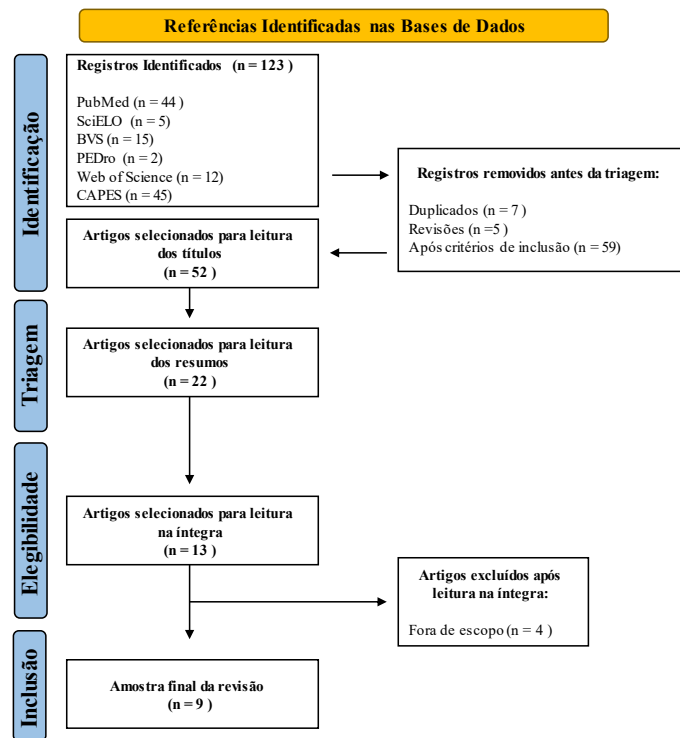 Referências Identificadas nas Bases de Dados
Identificação
Registros Identificados (n = 123 )
PubMed (n = 44 )
SciELO (n = 5)
BVS (n = 15)
PEDro (n = 2)
Web of Science (n = 12)
CAPES (n = 45)
Registros removidos antes da triagem:
Duplicados (n = 7 )
Revisões (n =5 )
Após critérios de inclusão (n = 59)
Artigos selecionados para leitura
dos títulos
(n = 52 )
Triagem
Artigos selecionados para leitura
dos resumos
(n = 22 )
Elegibilidade
Artigos selecionados para leitura
na íntegra
(n = 13 )
Artigos excluídos após
leitura na íntegra:
Fora de escopo (n = 4 )
Inclusão
Amostra final da revisão
(n = 9 )